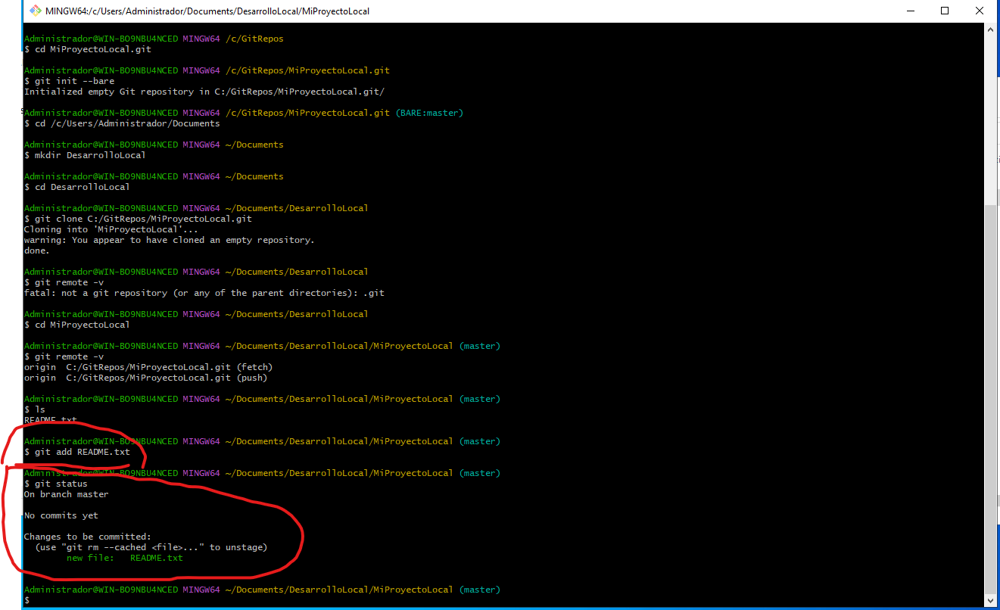 MINGW64:/c/Users/Administrador/Documents/DesarrolloLocal/MiProyectoLocal
Administrador@WIN-BO9NBU4NCED MINGW64 /c/GitRepos
$ cd MiProyectoLocal.git
Administrador@WIN-BO9NBU4NCED MINGW64 /c/GitRepos/MiProyectoLocal.git
$ git init --bare
Initialized empty Git repository in C:/GitRepos/MiProyectoLocal.git/
Administrador@WIN-BO9NBU4NCED MINGW64 /c/GitRepos/MiProyectoLocal.git (BARE:master)
$ cd /c/Users/Administrador/Documents
Administrador@WIN-BO9NBU4NCED MINGW64 ~/Documents
$ mkdir DesarrolloLocal
Administrador@WIN-BO9NBU4NCED MINGW64 ~/Documents
$ cd DesarrolloLocal
Administrador@WIN-BO9NBU4NCED MINGW64 ~/Documents/DesarrolloLocal
$ git clone C:/GitRepos/MiProyectoLocal.git
Cloning into 'MiProyectoLocal'...
warning: You appear to have cloned an empty repository.
done.
Administrador@WIN-BO9NBU4NCED MINGW64 ~/Documents/DesarrolloLocal
$ git remote -v
fatal: not a git repository (or any of the parent directories): .git
Administrador@WIN-BO9NBU4NCED MINGW64 ~/Documents/DesarrolloLocal
$ cd MiProyectoLocal
Administrador@WIN-BO9NBU4NCED MINGW64 ~/Documents/DesarrolloLocal/MiProyectoLocal (master)
$ git remote -v
origin  C:/GitRepos/MiProyectoLocal.git (fetch)
origin  C:/GitRepos/MiProyectoLocal.git (push)
Administrador@WIN-BO9NBU4NCED MINGW64 ~/Documents/DesarrolloLocal/MiProyectoLocal (master)
$ ls
README.txt
Administrador@WIN-BO9NBU4NCED MINGW64 ~/Documents/DesarrolloLocal/MiProyectoLocal (master)
$ git add README.txt
Administrador@WIN-BO9NBU4NCED MINGW64 ~/Documents/DesarrolloLocal/MiProyectoLocal (master)
$ git status
On branch master
No commits yet
Changes to be committed:
  (use "git rm --cached <file>..." to unstage)
        new file:   README.txt
Administrador@WIN-BO9NBU4NCED MINGW64 ~/Documents/DesarrolloLocal/MiProyectoLocal (master)
$